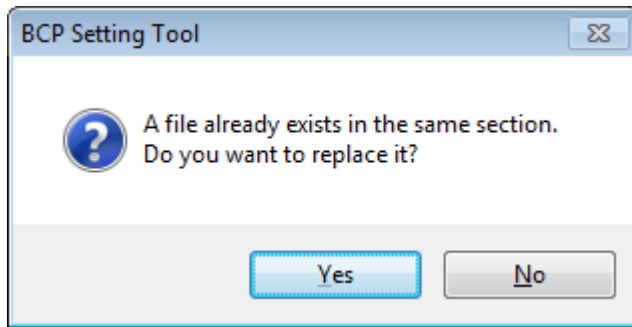 BCP Setting Tool
A file already exists in the same section.
Do you want to replace it?
Yes
No